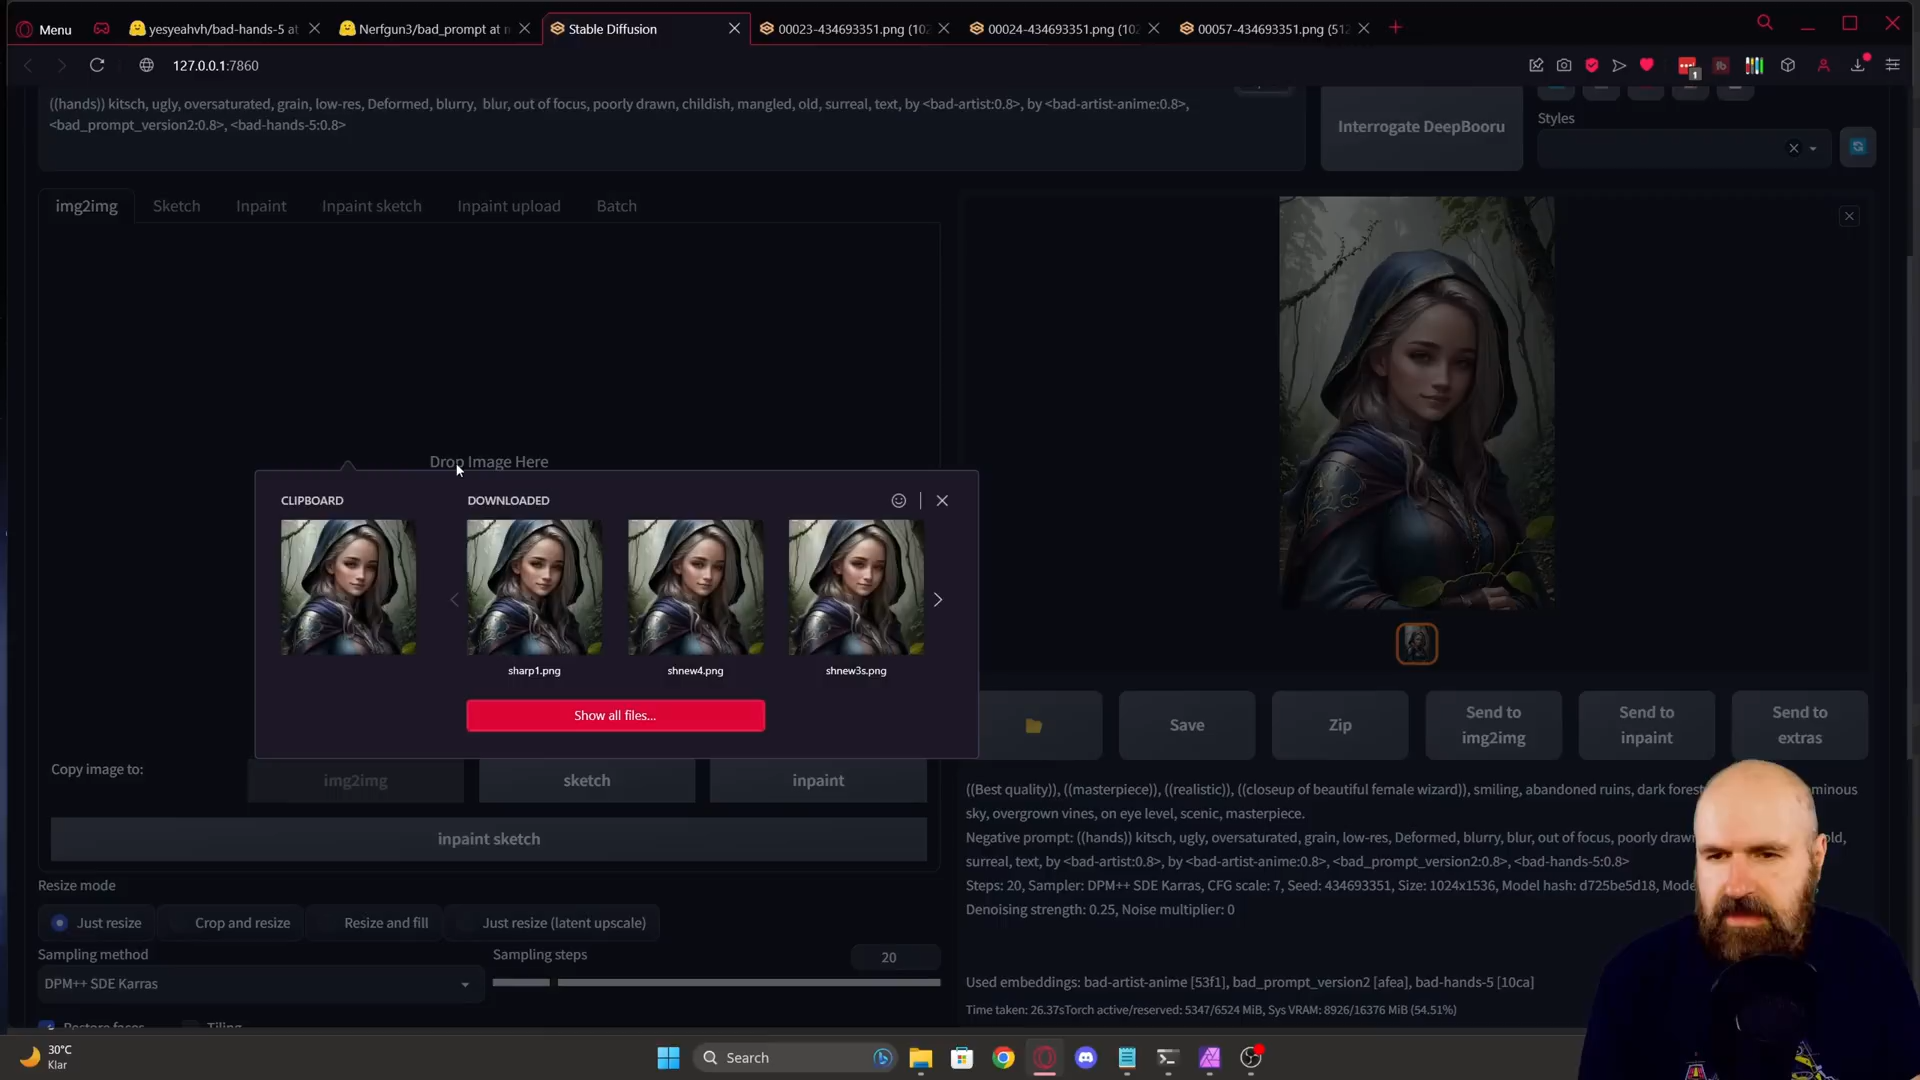 Menu
yesyeahvh/bad-hands-5 at
Nerfgun3/bad_prompt at
Stable Diffusion
00023-434693351.png (102
00024-434693351.png (102
00057-434693351.png (512
127.0.0.1:7860
1
((hands)) kitsch, ugly, oversaturated, grain, low-res, Deformed, blurry, blur, out of focus, poorly drawn, childish, mangled, old, surreal, text, by <bad-artist:0.8>, by <bad-artist-anime:0.8>,
<bad_prompt_version2:0.8>, <bad-hands-5:0.8>
Interrogate DeepBooru
Styles
img2img
Sketch
Inpaint
Inpaint sketch
Inpaint upload
Batch
Drop Image Here
CLIPBOARD
DOWNLOADED
sharp1.png
shnew4.png
shnew3s.png
Show all files...
Copy image to:
img2img
sketch
inpaint
inpaint sketch
Save
Zip
Send to img2img
Send to inpaint
Send to extras
((Best quality)), ((masterpiece)), ((realistic)), ((closeup of beautiful female wizard)), smiling, abandoned ruins, dark forest
sky, overgrown vines, on eye level, scenic, masterpiece.
Negative prompt: ((hands)) kitsch, ugly, oversaturated, grain, low-res, Deformed, blurry, blur, out of focus, poorly drawn
surreal, text, by <bad-artist:0.8>, by <bad-artist-anime:0.8>, <bad_prompt_version2:0.8>, <bad-hands-5:0.8>
Steps: 20, Sampler: DPM++ SDE Karras, CFG scale: 7, Seed: 434693351, Size: 1024x1536, Model hash: d725be5d18,
Denoising strength: 0.25, Noise multiplier: 0
Used embeddings: bad-artist-anime [53f1], bad_prompt_version2 [afea], bad-hands-5 [10ca]
Time taken: 26.37sTorch active/reserved: 5347/6524 MiB, Sys VRAM: 8926/16376 MiB (54.51%)
Resize mode
Just resize
Crop and resize
Resize and fill
Just resize (latent upscale)
Sampling method
Sampling steps
20
DPM++ SDE Karras
Restore faces
Tiling
30°C
Klar
Search